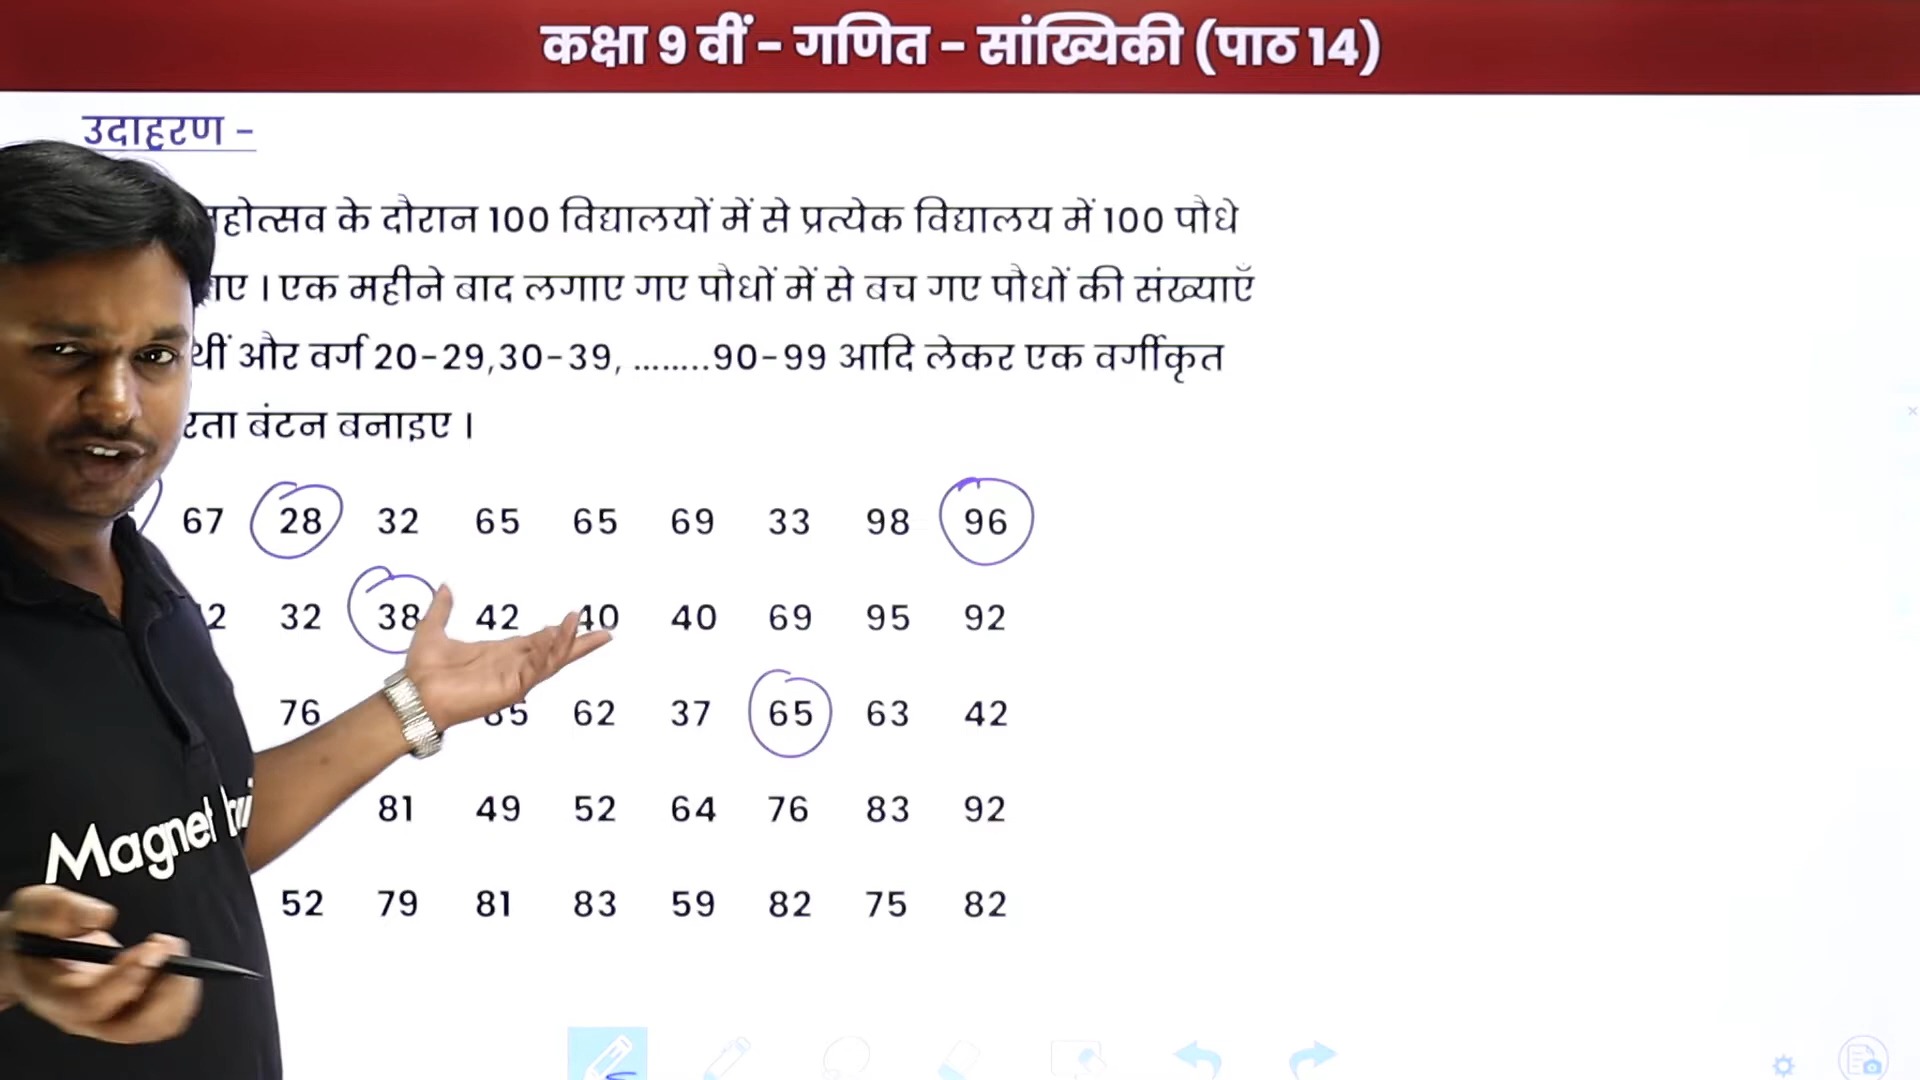 कक्षा 9 वीं - गणित - सांख्यिकी (पाठ 14)
उदाहरण -
के दौरान 100 विद्यालयों में से प्रत्येक विद्यालय में 100 पौधे
। एक महीने बाद लगाए गए पौधों में से बच गए पौधों की संख्याएँ
थीं और वर्ग 20-29,30-39, ........90-99 आदि लेकर एक वर्गीकृत
बंटन बनाइए ।
67 28 32 65 65 69 33 98 96
32 38 42 40 40 69 95 92
76 62 37 65 63 42
81 49 52 64 76 83 92
52 79 81 83 59 82 75 82
Magnet